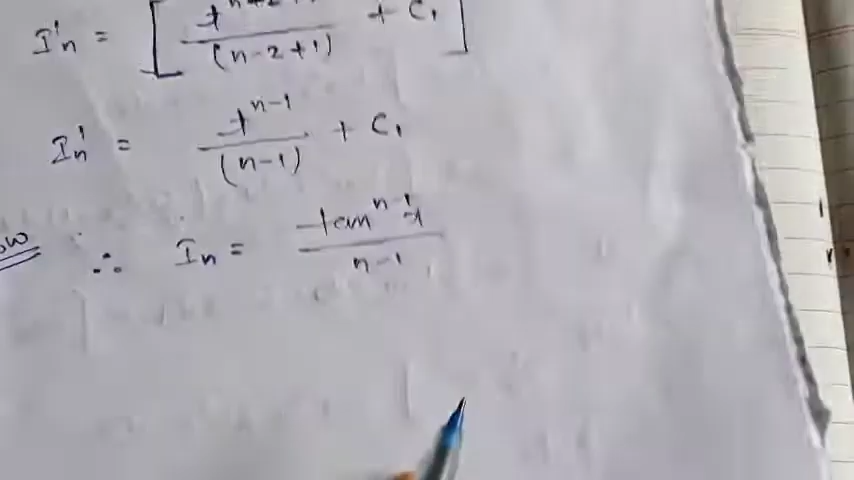 I'n = [ t^(n-2+1) / (n-2+1) + C₁ ]
I'n = t^(n-1) / (n-1) + C₁
∴ In = tan^(n-1) x / n-1